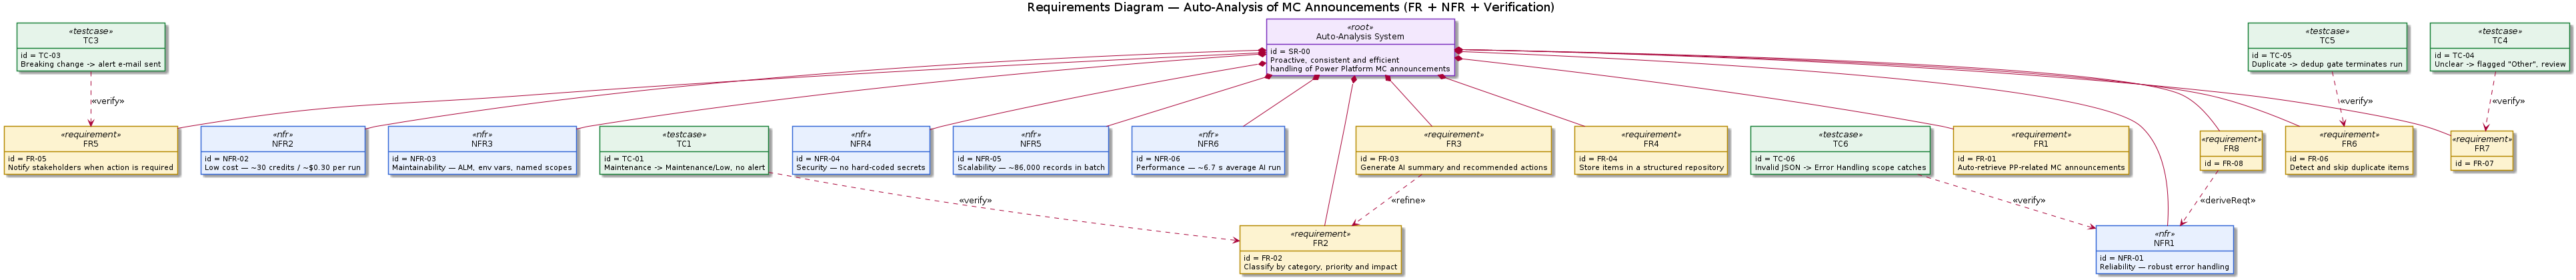 Requirements Diagram — Auto-Analysis of MC Announcements (FR + NFR + Verification)
«testcase»
TC3
id = TC-03
Breaking change -> alert e-mail sent
«root»
Auto-Analysis System
id = SR-00
Proactive, consistent and efficient
handling of Power Platform MC announcements
«testcase»
TC5
id = TC-05
Duplicate -> dedup gate terminates run
«testcase»
TC4
id = TC-04
Unclear -> flagged "Other", review
«verify»
«verify»
«verify»
«requirement»
FR5
id = FR-05
Notify stakeholders when action is required
«nfr»
NFR2
id = NFR-02
Low cost — ~30 credits / ~$0.30 per run
«nfr»
NFR3
id = NFR-03
Maintainability — ALM, env vars, named scopes
«testcase»
TC1
id = TC-01
Maintenance -> Maintenance/Low, no alert
«nfr»
NFR4
id = NFR-04
Security — no hard-coded secrets
«nfr»
NFR5
id = NFR-05
Scalability — ~86,000 records in batch
«nfr»
NFR6
id = NFR-06
Performance — ~6.7 s average AI run
«requirement»
FR3
id = FR-03
Generate AI summary and recommended actions
«requirement»
FR4
id = FR-04
Store items in a structured repository
«testcase»
TC6
id = TC-06
Invalid JSON -> Error Handling scope catches
«requirement»
FR1
id = FR-01
Auto-retrieve PP-related MC announcements
«requirement»
FR8
id = FR-08
«requirement»
FR6
id = FR-06
Detect and skip duplicate items
«requirement»
FR7
id = FR-07
«verify»
«refine»
«verify»
«deriveReqt»
«requirement»
FR2
id = FR-02
Classify by category, priority and impact
«nfr»
NFR1
id = NFR-01
Reliability — robust error handling